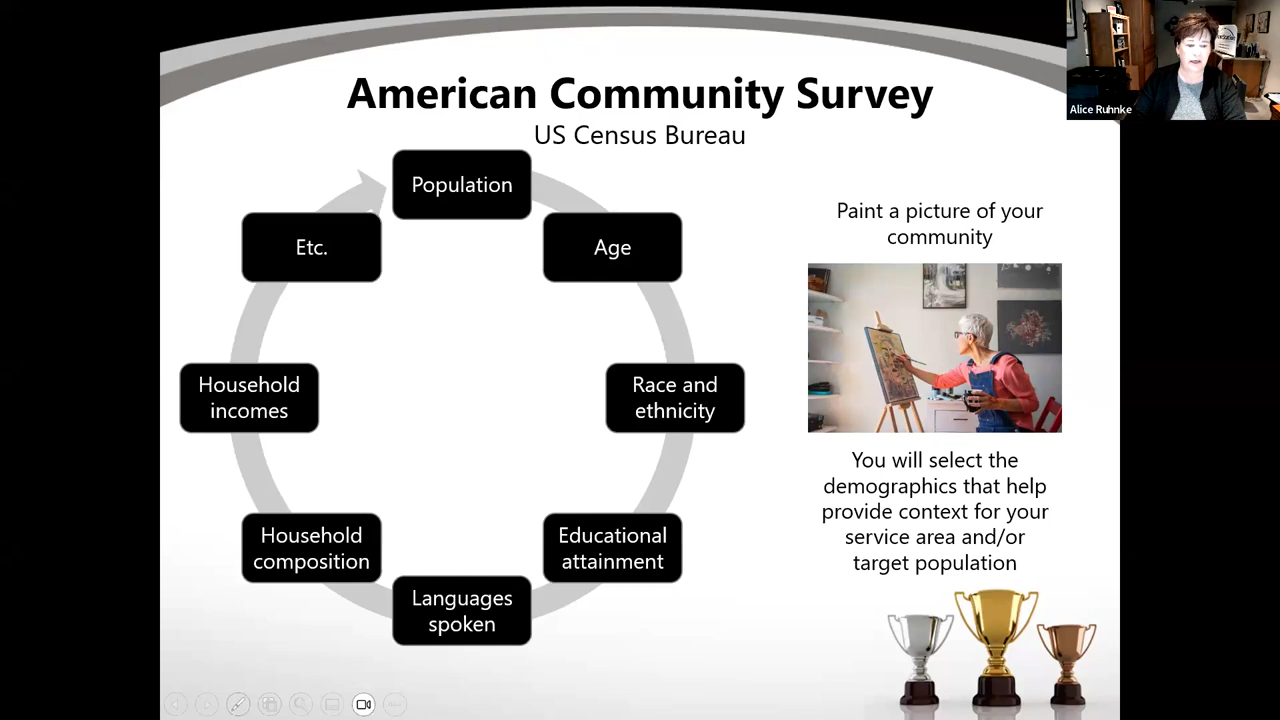 American Community Survey
US Census Bureau
Alice Ruhnke
Population
Age
Race and
ethnicity
Educational
attainment
Languages
spoken
Household
composition
Household
incomes
Etc.
Paint a picture of your
community
You will select the
demographics that help
provide context for your
service area and/or
target population